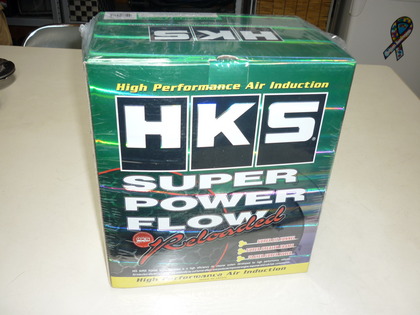 HKS
High Performance Air Induction
HKS
SUPER
POWER
FLOW
Reloaded
High Performance Air Induction